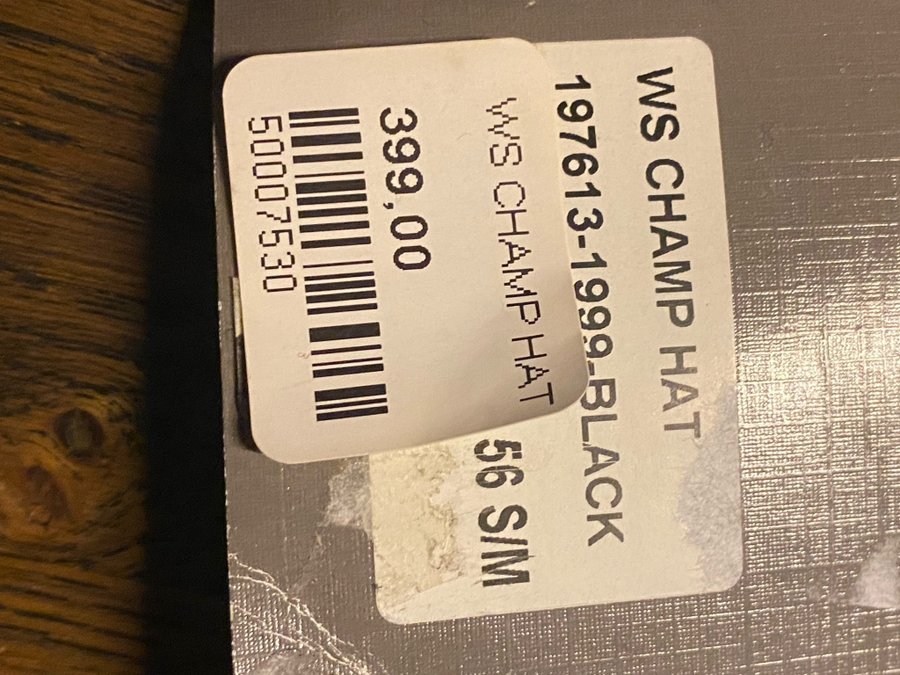 WS CHAMP HAT
197613-1999-BLACK
56 S/M
WS CHAMP HAT
399,00
50007530